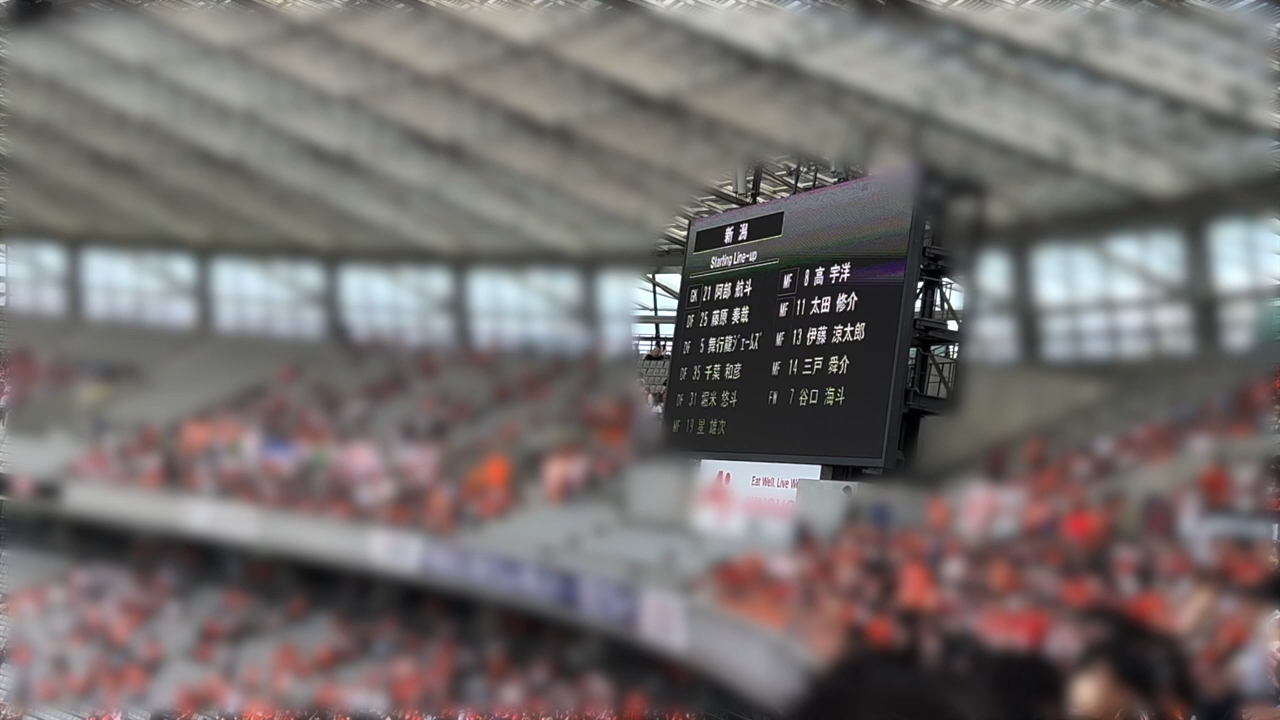 新潟
Starting Line-up
GK 21 阿部 航斗
DF 25 藤原 奏哉
DF 5 舞行龍ジェームズ
DF 35 千葉 和彦
DF 31 堀米 悠斗
MF 19 星 雄次
MF 8 高 宇洋
MF 11 太田 修介
MF 13 伊藤 涼太郎
MF 14 三戸 舜介
FW 7 谷口 海斗
Eat Well, Live